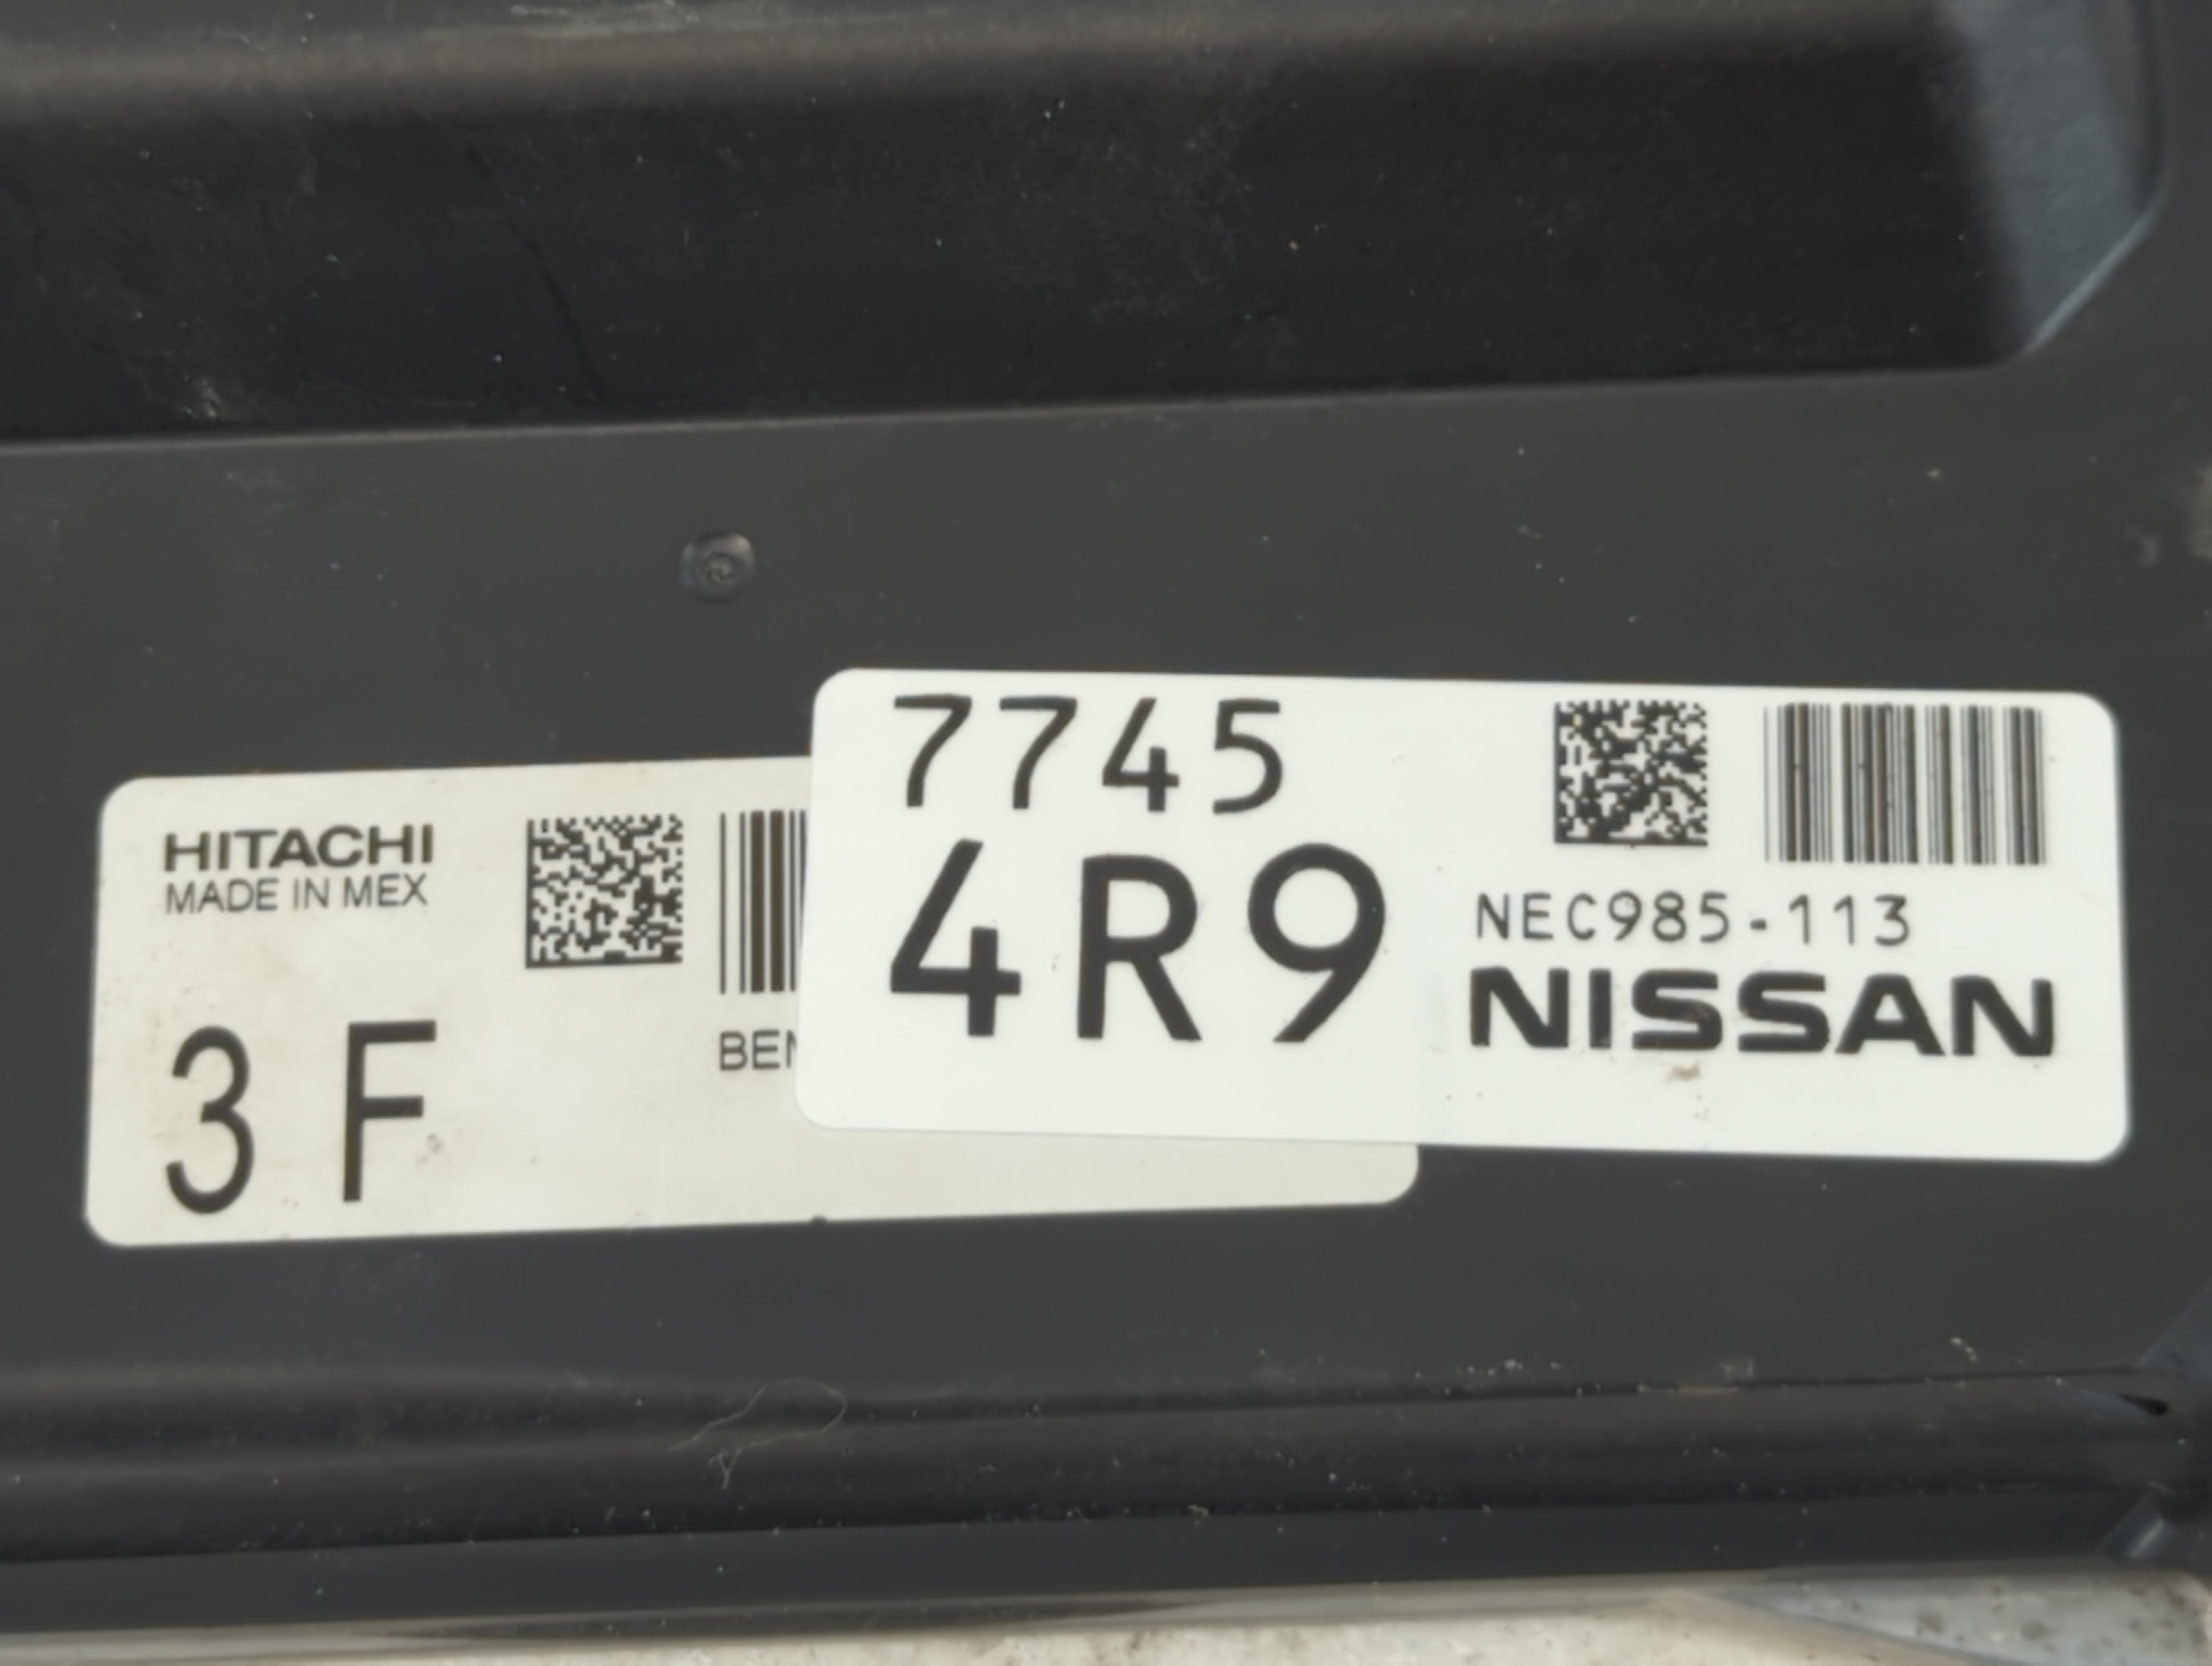 HITACHI
MADE IN MEX
3 F
7745
4R9
NEC985-113
NISSAN